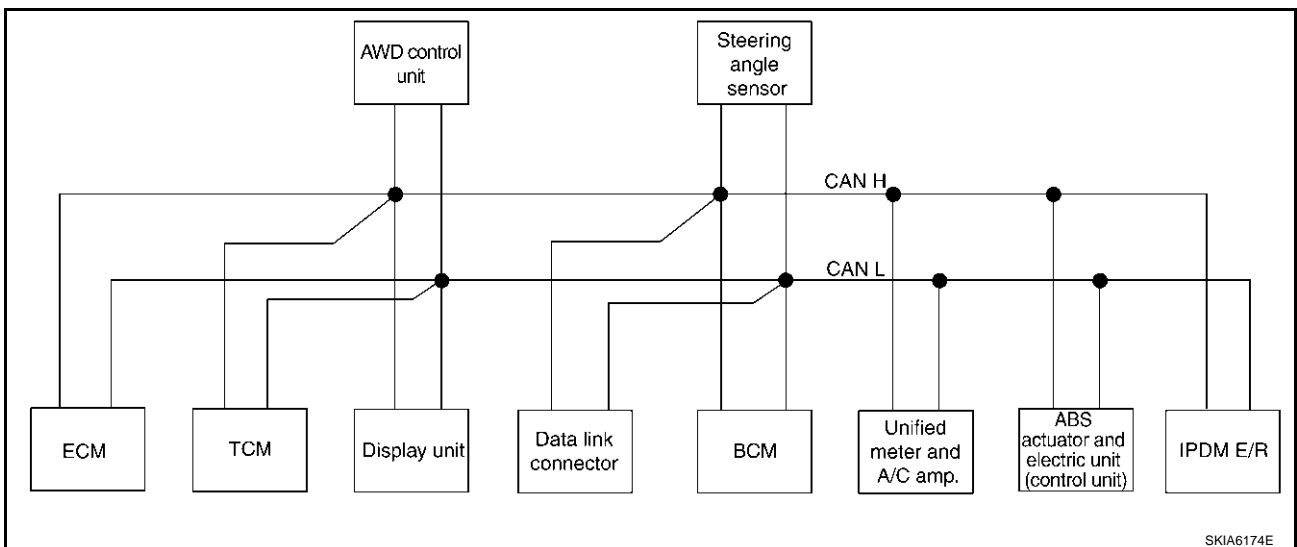 AWD control
unit
Steering
angle
sensor
CAN H
CAN L
ECM
TCM
Display unit
Data link
connector
BCM
Unified
meter and
A/C amp.
ABS
actuator and
electric unit
(control unit)
IPDM E/R
SKIA6174E